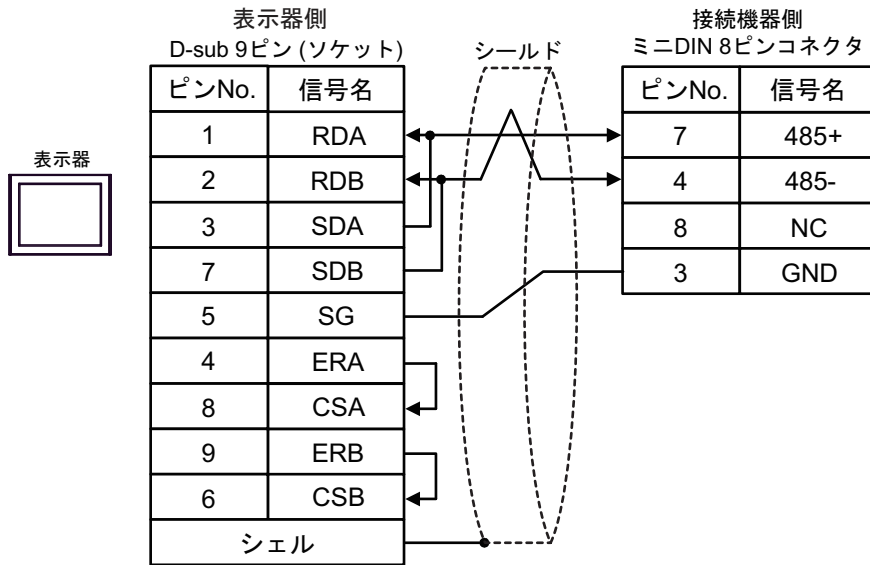 表示器側
D-sub 9ピン (ソケット)
シールド
接続機器側
ミニDIN 8ピンコネクタ
表示器
ピンNo. 信号名
1 RDA
2 RDB
3 SDA
7 SDB
5 SG
4 ERA
8 CSA
9 ERB
6 CSB
シェル
ピンNo. 信号名
7 485+
4 485-
8 NC
3 GND